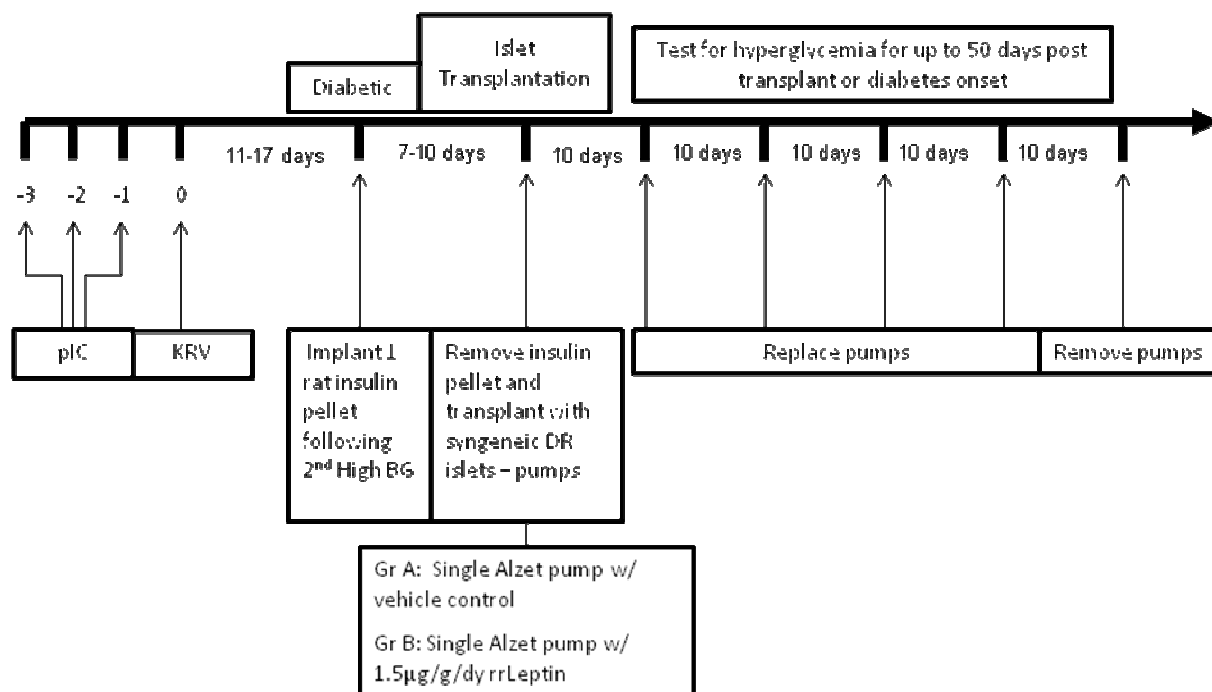 Islet
Transplantation
Diabetic
Test for hyperglycemia for up to 50 days post
transplant or diabetes onset
11-17 days
7-10 days
10 days
10 days
10 days
10 days
10 days
-3
-2
-1
0
pIC
KRV
Implant 1
rat insulin
pellet
following
2nd High BG
Remove insulin
pellet and
transplant with
syngeneic DR
islets – pumps
Replace pumps
Remove pumps
Gr A: Single Alzet pump w/
vehicle control
Gr B: Single Alzet pump w/
1.5µg/g/dy rrLeptin